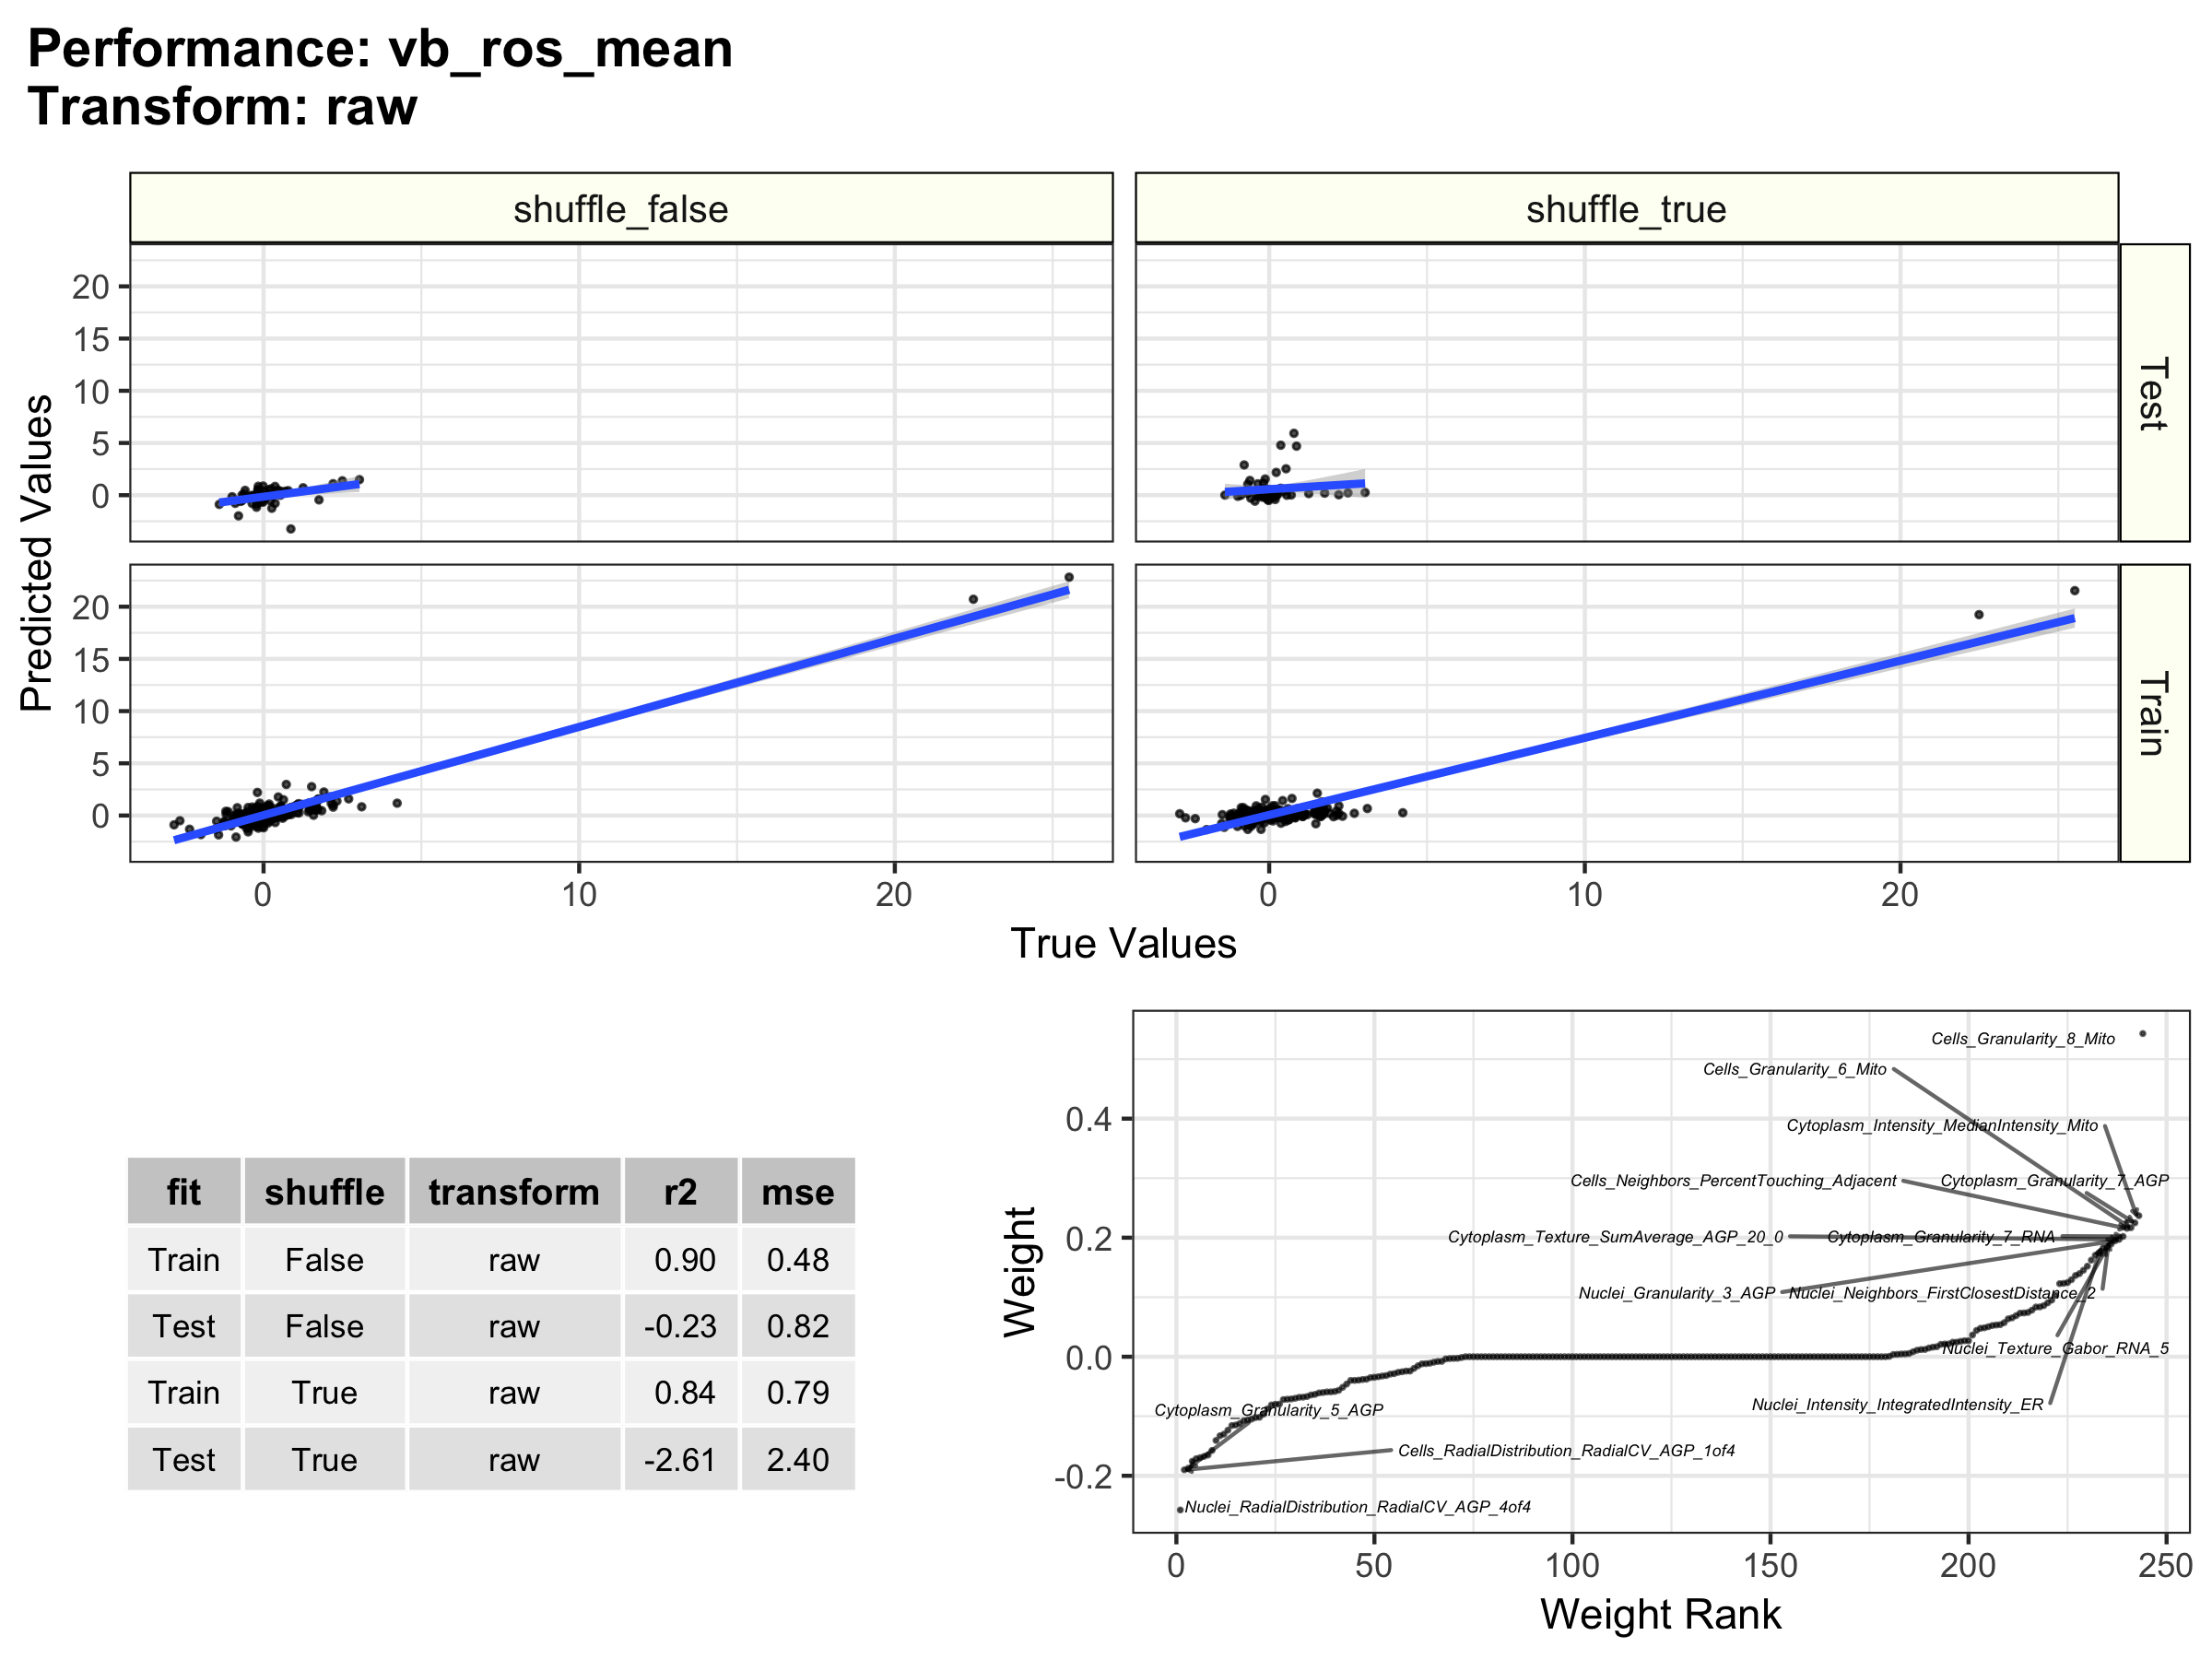 Performance: vb_ros_mean
Transform: raw
shuffle_false
shuffle_true
20
15
10
5
0
Test
20
15
10
5
0
Train
Predicted Values
0
10
20
0
10
20
True Values
fit shuffle transform r2 mse
Train False raw 0.90 0.48
Test False raw -0.23 0.82
Train True raw 0.84 0.79
Test True raw -2.61 2.40
Cells_Granularity_8_Mito
Cells_Granularity_6_Mito
Cytoplasm_Intensity_MedianIntensity_Mito
Cells_Neighbors_PercentTouching_Adjacent
Cytoplasm_Granularity_7_AGP
Cytoplasm_Texture_SumAverage_AGP_20_0
Cytoplasm_Granularity_7_RNA
Nuclei_Granularity_3_AGP
Nuclei_Neighbors_FirstClosestDistance_2
Nuclei_Texture_Gabor_RNA_5
Nuclei_Intensity_IntegratedIntensity_ER
Cytoplasm_Granularity_5_AGP
Cells_RadialDistribution_RadialCV_AGP_1of4
Nuclei_RadialDistribution_RadialCV_AGP_4of4
0.4
0.2
0.0
-0.2
Weight
0
50
100
150
200
250
Weight Rank